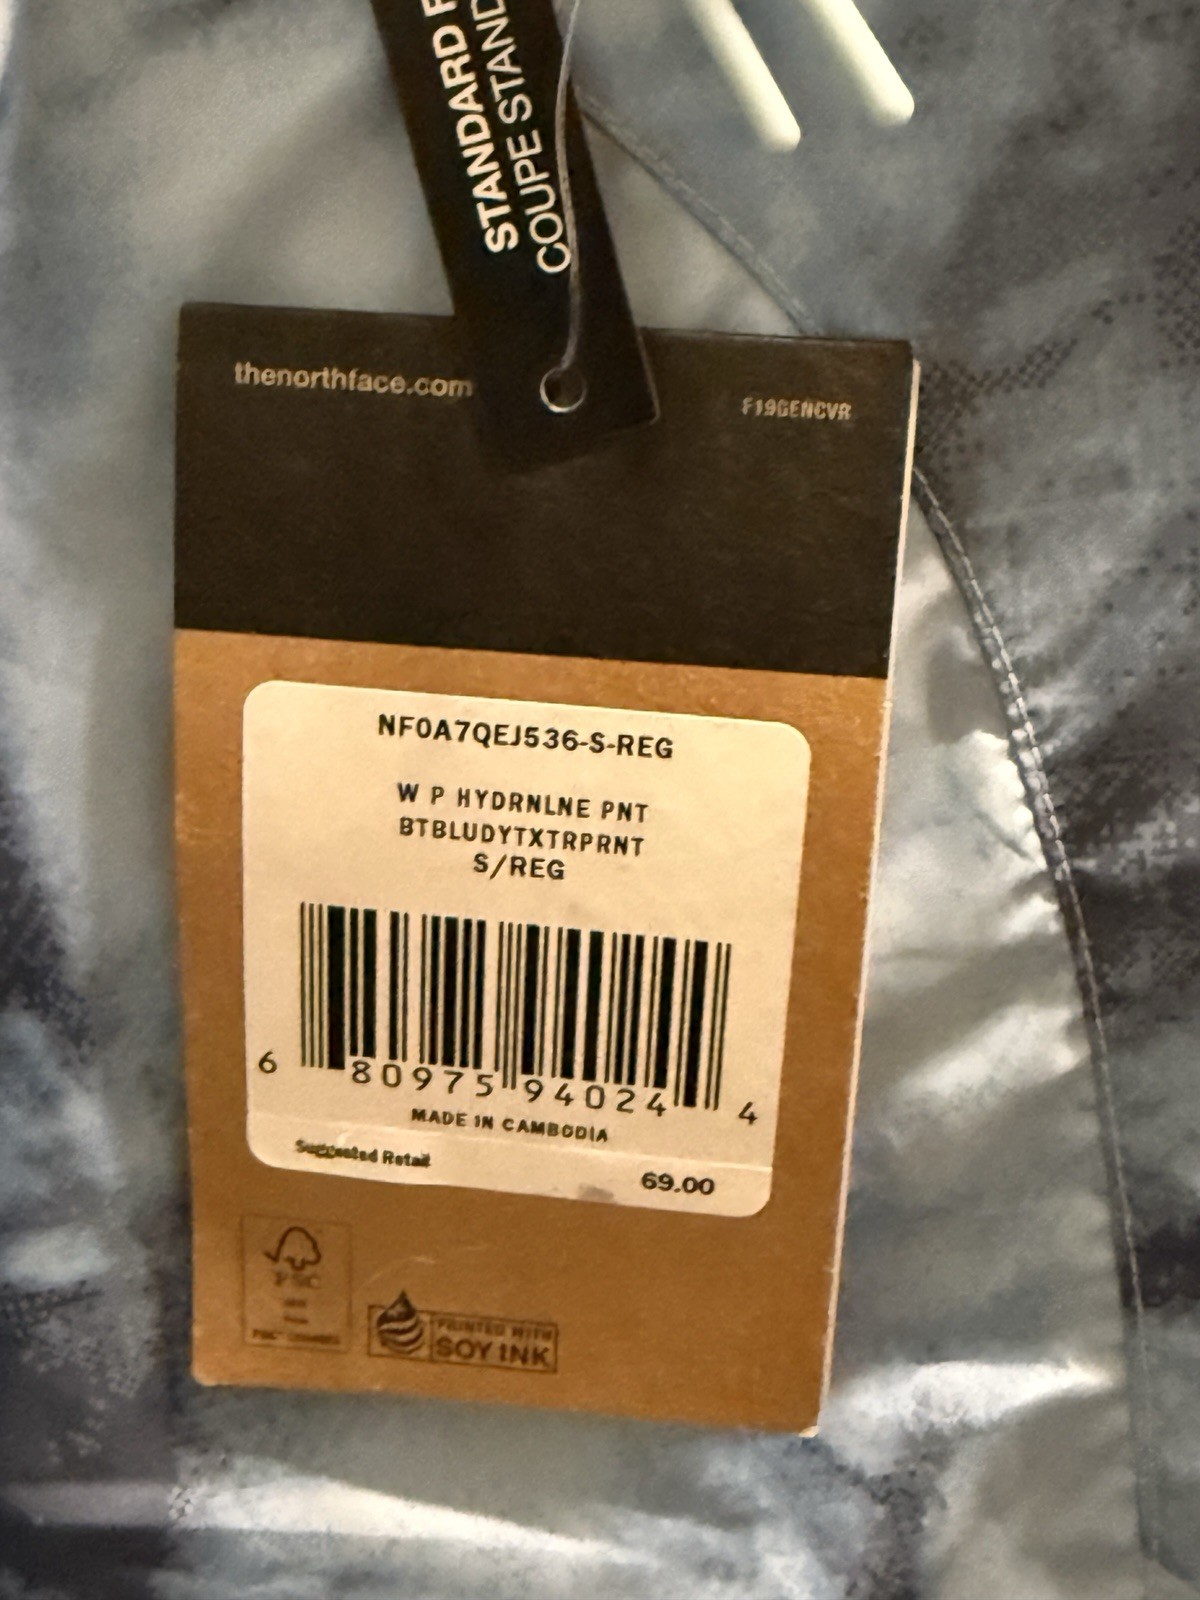 STANDARD
COUPE STAND
thenorthface.com
F19GENCVR
NF0A7QEJ536-S-REG
W P HYDRNLNE PNT
BTBLUDYTXTRPRNT
S/REG
6 80975 94024 4
MADE IN CAMBODIA
Suggested Retail
69.00
FSC
PRINTED WITH
SOY INK